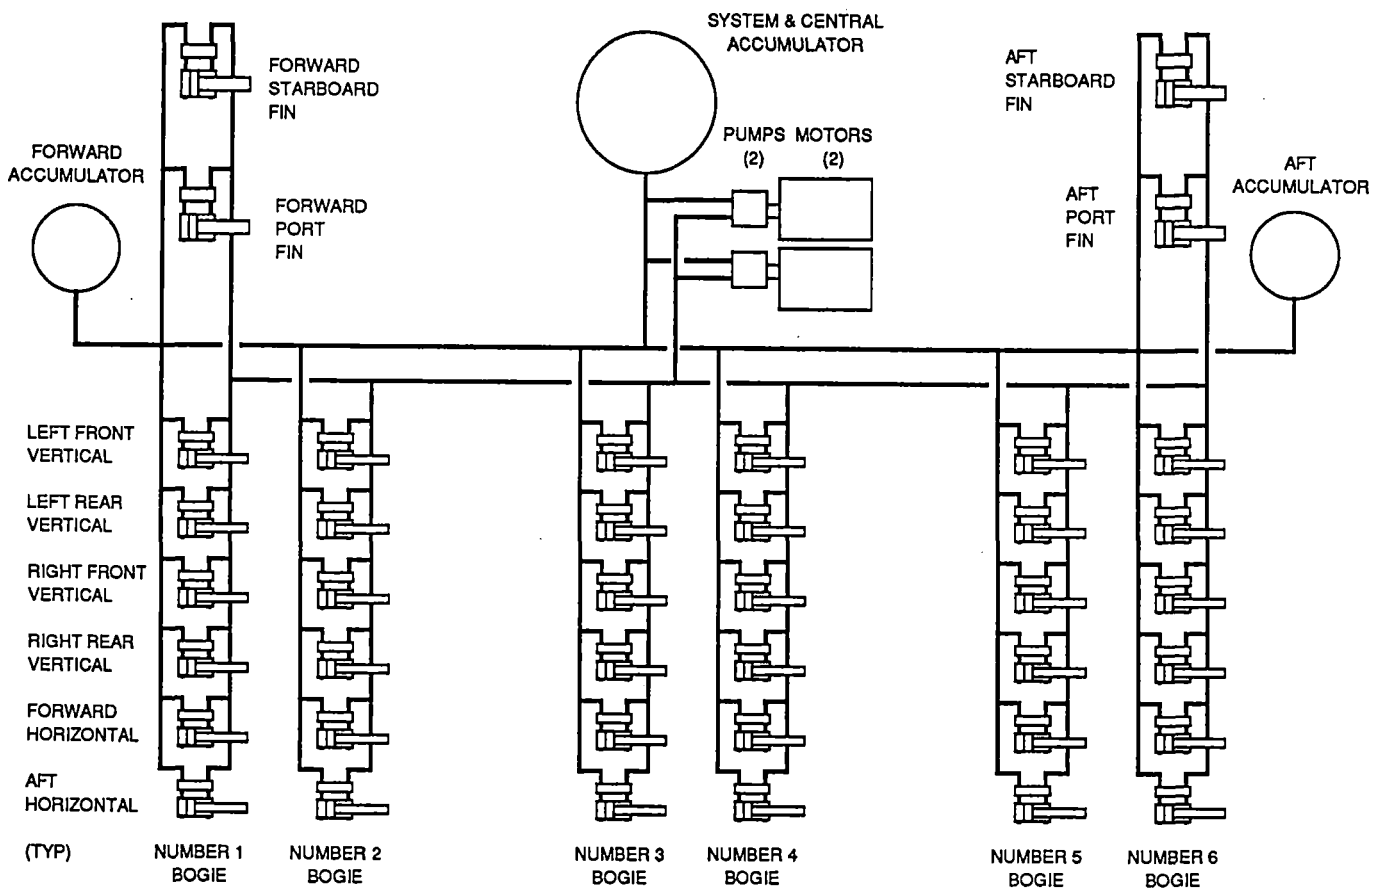 SYSTEM & CENTRAL
ACCUMULATOR
FORWARD
STARBOARD
FIN
AFT
STARBOARD
FIN
PUMPS MOTORS
(2) (2)
FORWARD
ACCUMULATOR
AFT
ACCUMULATOR
FORWARD
PORT
FIN
AFT
PORT
FIN
LEFT FRONT
VERTICAL
LEFT REAR
VERTICAL
RIGHT FRONT
VERTICAL
RIGHT REAR
VERTICAL
FORWARD
HORIZONTAL
AFT
HORIZONTAL
(TYP)
NUMBER 1
BOGIE
NUMBER 2
BOGIE
NUMBER 3
BOGIE
NUMBER 4
BOGIE
NUMBER 5
BOGIE
NUMBER 6
BOGIE